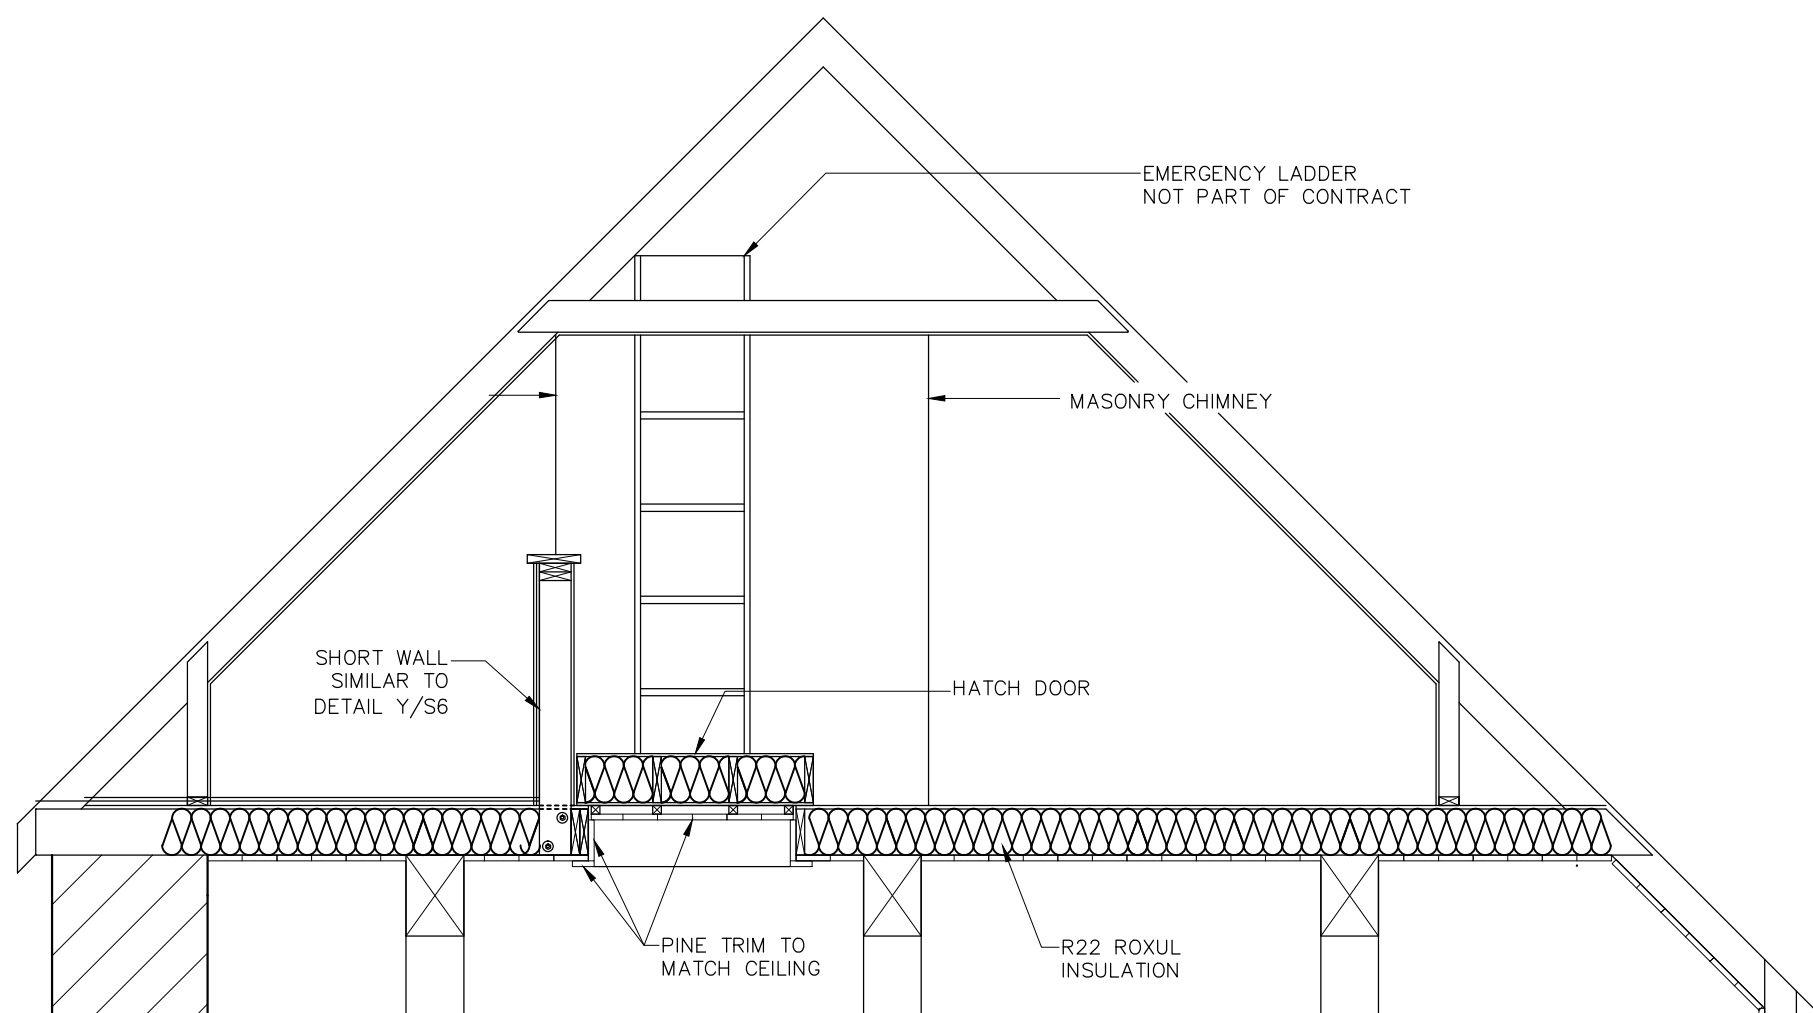 EMERGENCY LADDER
NOT PART OF CONTRACT
MASONRY CHIMNEY
SHORT WALL
SIMILAR TO
DETAIL Y/S6
HATCH DOOR
PINE TRIM TO
MATCH CEILING
R22 ROXUL
INSULATION